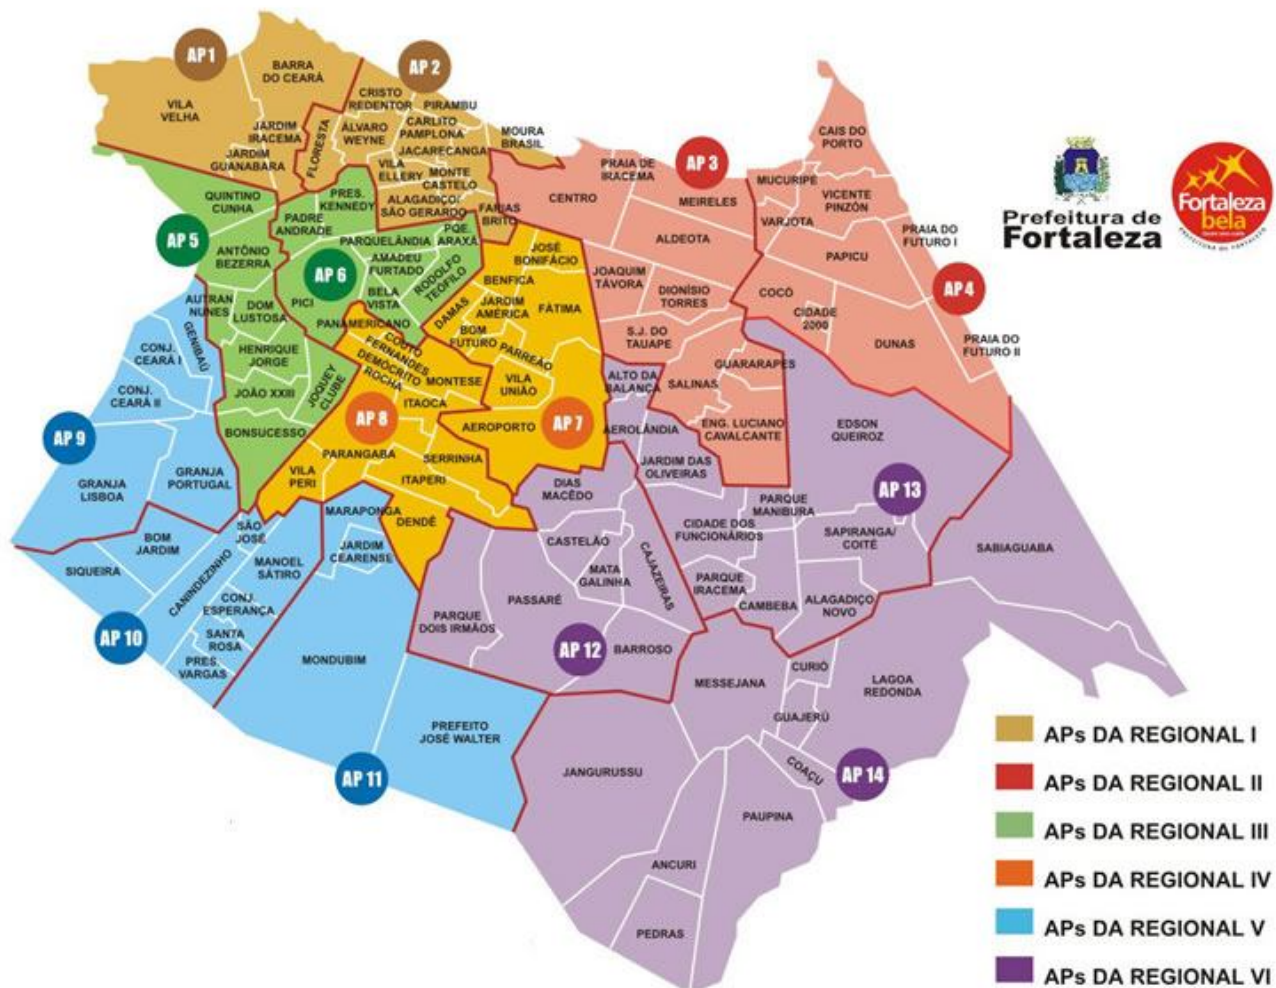 AP 1
BARRA
DO CEARÁ
AP 2
VILA
VELHA
CRISTO
REDENTOR
PIRAMBU
JARDIM
IRACEMA
FLORESTA
ÁLVARO
WEYNE
CARLITO
PAMPLONA
MOURA
BRASIL
JARDIM
GUANABARA
JACARECANGA
VILA
ELLERY
MONTE
CASTELO
ALAGADIÇO/
SÃO GERARDO
FARIAS
BRITO
AP 3
PRAIA DE
IRACEMA
CENTRO
MEIRELES
ALDEOTA
CAIS DO
PORTO
MUCURIPE
VICENTE
PINZÓN
VARJOTA
PRAIA DO
FUTURO I
PAPICU
AP 4
COCÓ
CIDADE
2000
DUNAS
PRAIA DO
FUTURO II
JOAQUIM
TÁVORA
DIONÍSIO
TORRES
S.J. DO
TAUAPE
GUARARAPES
SALINAS
ENG. LUCIANO
CAVALCANTE
QUINTINO
CUNHA
PRES.
KENNEDY
PADRE
ANDRADE
AP 5
ANTÔNIO
BEZERRA
PARQUELÂNDIA
PQE.
ARAXÁ
AP 6
AMADEU
FURTADO
RODOLFO
TEÓFILO
BELA
VISTA
PICI
AUTRAN
NUNES
DOM
LUSTOSA
PANAMERICANO
HENRIQUE
JORGE
JOÃO XXIII
JOQUEY
CLUBE
BONSUCESSO
JOSÉ
BONIFÁCIO
BENFICA
JARDIM
AMÉRICA
FÁTIMA
DAMAS
BOM
FUTURO
PARREÃO
COUTO
FERNANDES
DEMÓCRITO
ROCHA
MONTESE
VILA
UNIÃO
ITAOCA
AEROPORTO
AP 7
AP 8
PARANGABA
SERRINHA
VILA
PERI
ITAPERI
DENDÊ
GENIBAÚ
CONJ.
CEARÁ I
CONJ.
CEARÁ II
AP 9
GRANJA
LISBOA
GRANJA
PORTUGAL
BOM
JARDIM
SIQUEIRA
SÃO
JOSÉ
CANINDEZINHO
MANOEL
SÁTIRO
CONJ.
ESPERANÇA
SANTA
ROSA
PRES.
VARGAS
AP 10
MARAPONGA
JARDIM
CEARENSE
MONDUBIM
PREFEITO
JOSÉ WALTER
AP 11
ALTO DA
BALANÇA
AEROLÂNDIA
EDSON
QUEIROZ
JARDIM DAS
OLIVEIRAS
DIAS
MACÊDO
PARQUE
MANIBURA
AP 13
CIDADE DOS
FUNCIONÁRIOS
SAPIRANGA/
COITÉ
SABIAGUABA
CASTELÃO
MATA
GALINHA
CAJAZEIRAS
PARQUE
IRACEMA
CAMBEBA
ALAGADIÇO
NOVO
PASSARÉ
PARQUE
DOIS IRMÃOS
AP 12
BARROSO
MESSEJANA
CURIÓ
LAGOA
REDONDA
GUAJERÚ
COAÇU
AP 14
JANGURUSSU
PAUPINA
ANCURI
PEDRAS
Prefeitura de
Fortaleza
Fortaleza
bela
PREFEITURA DE FORTALEZA
APs DA REGIONAL I
APs DA REGIONAL II
APs DA REGIONAL III
APs DA REGIONAL IV
APs DA REGIONAL V
APs DA REGIONAL VI